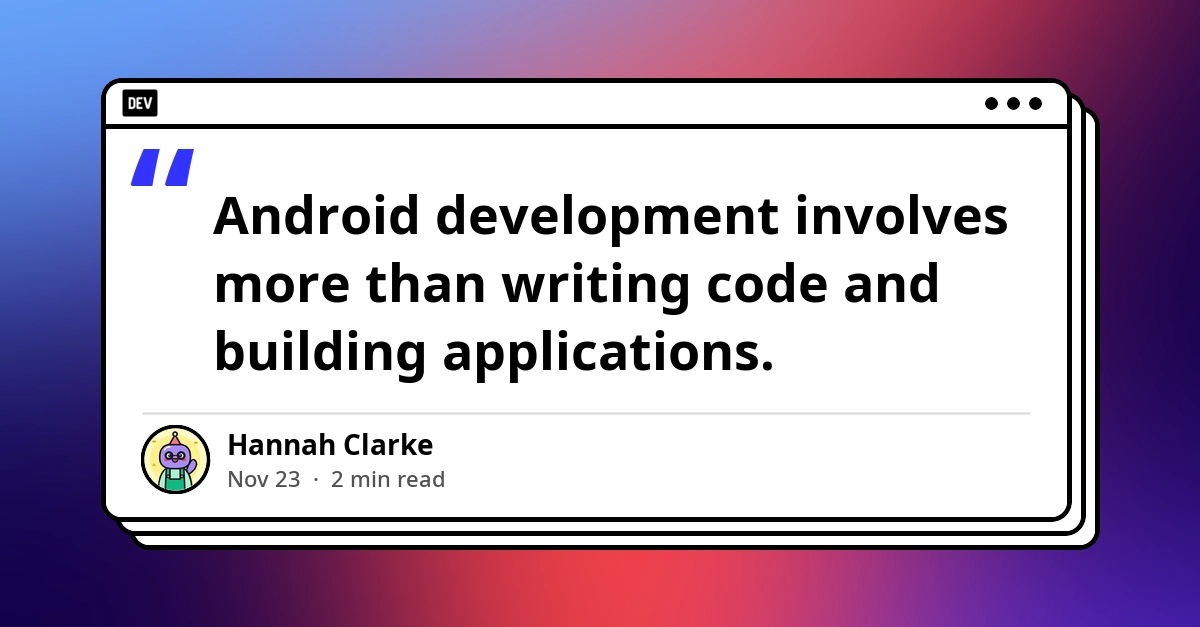 DEV
“
Android development involves
more than writing code and
building applications.
Hannah Clarke
Nov 23 · 2 min read